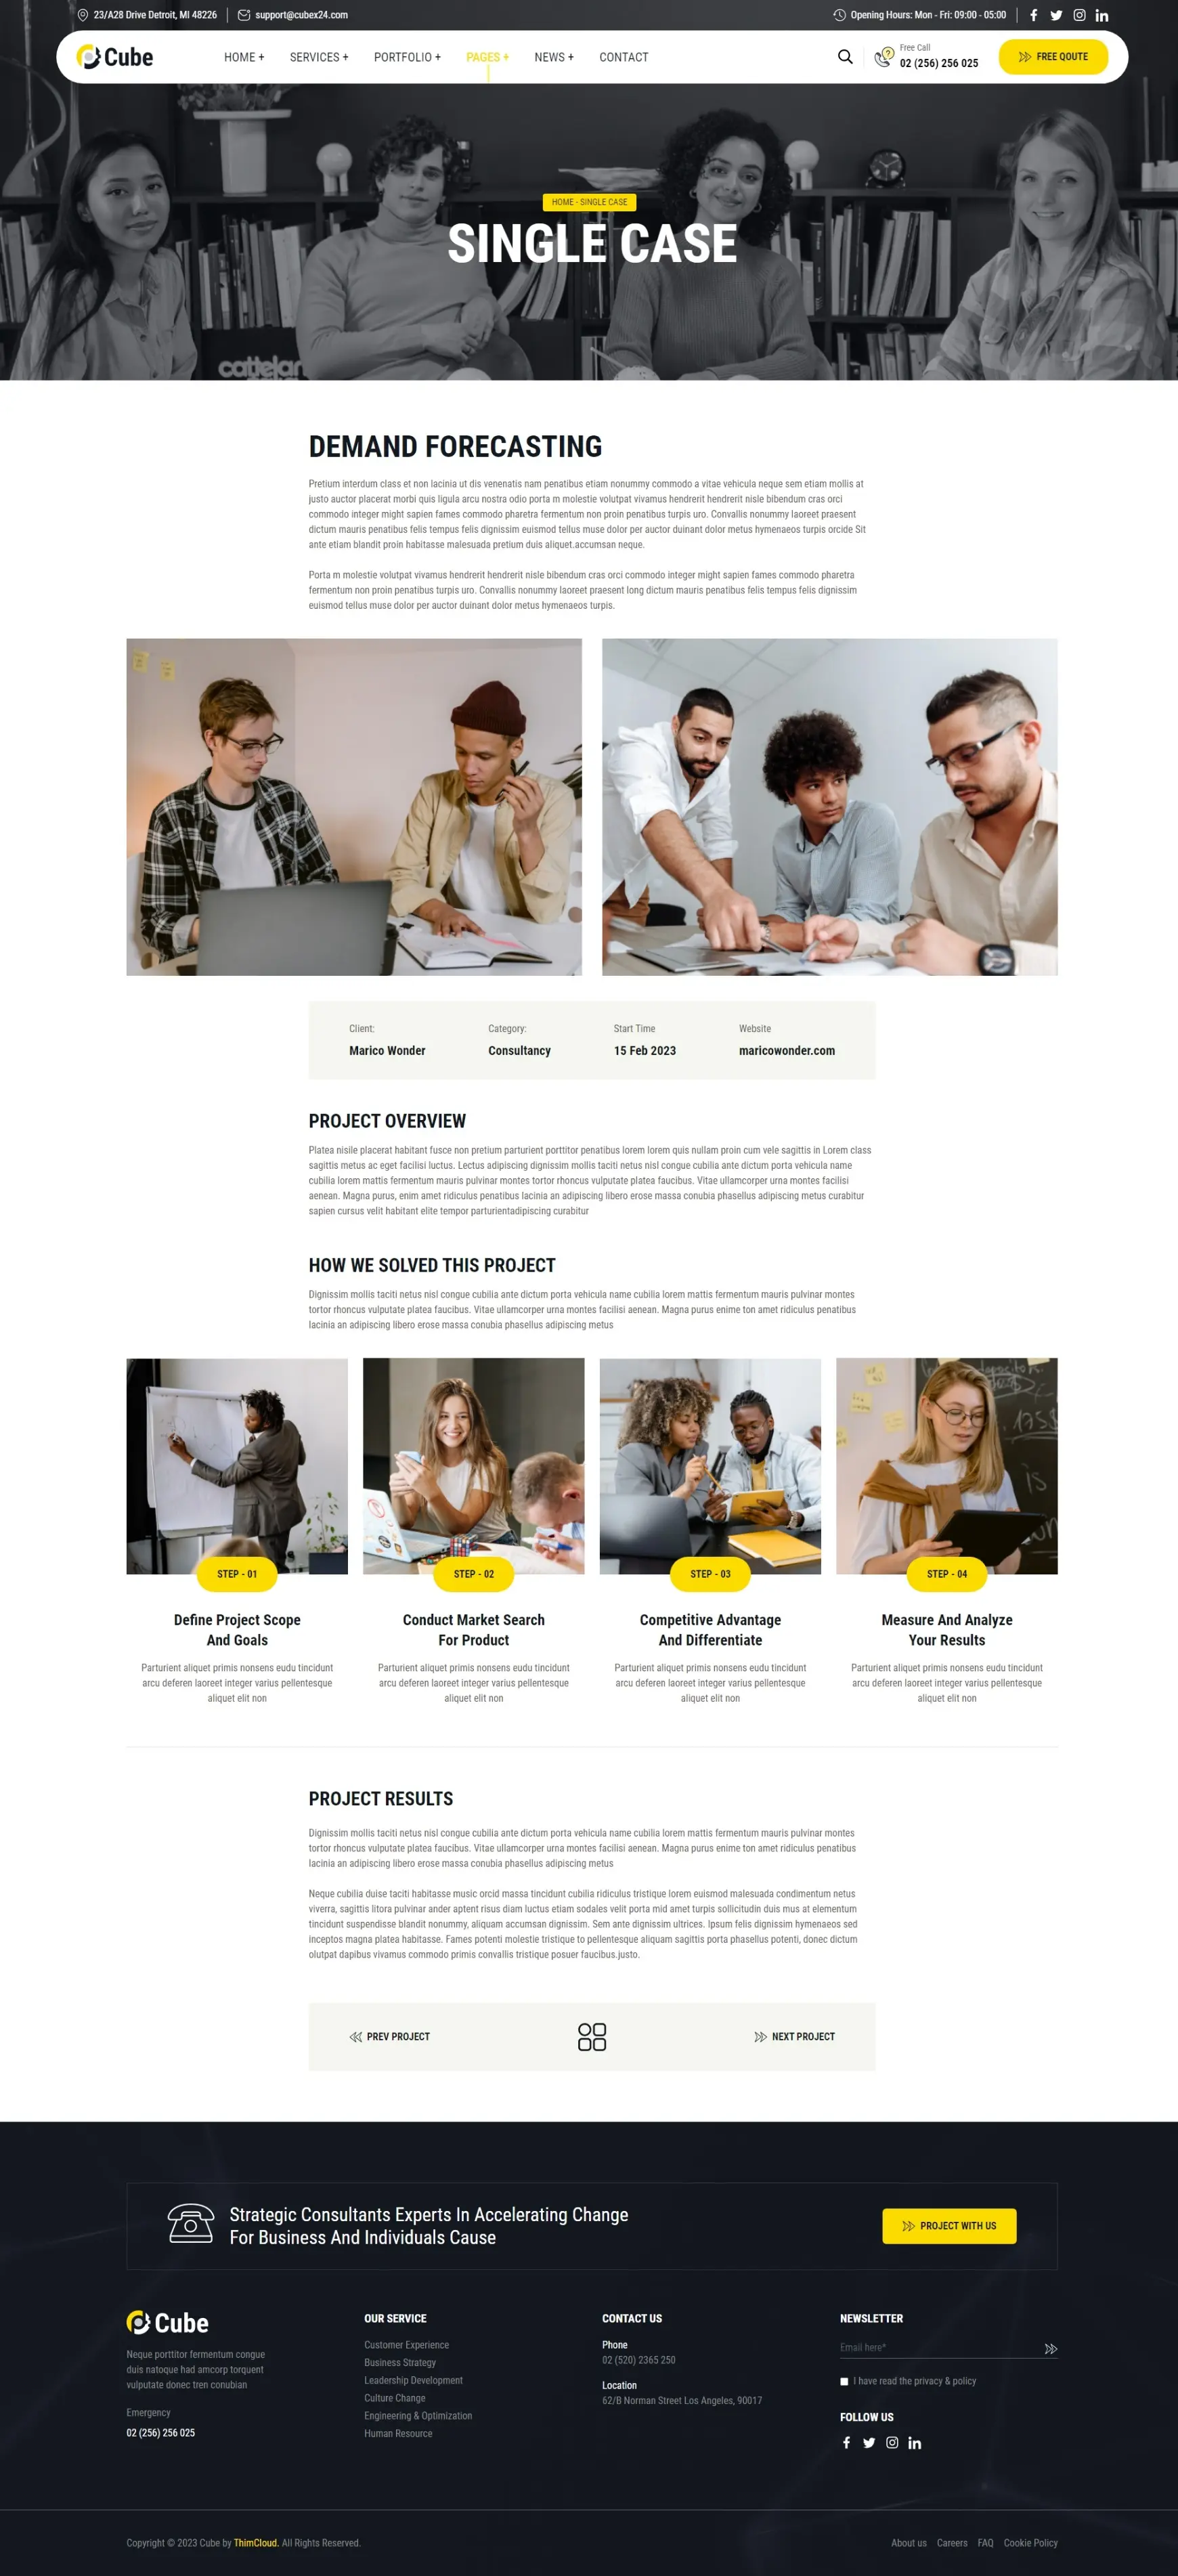 23/A28 Drive Detroit, MI 48226
support@cubex24.com
Opening Hours: Mon - Fri: 09:00 - 05:00
Cube
HOME +
SERVICES +
PORTFOLIO +
PAGES +
NEWS +
CONTACT
Free Call
02 (256) 256 025
FREE QOUTE
HOME - SINGLE CASE
SINGLE CASE
cattelan
DEMAND FORECASTING
Pretium interdum class et non lacinia ut dis venenatis nam penatibus etiam nonummy commodo a vitae vehicula neque sem etiam mollis at
justo auctor placerat morbi quis ligula arcu nostra odio porta m molestie volutpat vivamus hendrerit hendrerit nisle bibendum cras orci
commodo integer might sapien fames commodo pharetra fermentum non proin penatibus turpis uro. Convallis nonummy laoreet praesent
dictum mauris penatibus felis tempus felis dignissim euismod tellus muse dolor per auctor duinant dolor metus hymenaeos turpis orcide Sit
ante etiam blandit proin habitasse malesuada pretium duis aliquet.accumsan neque.
Porta m molestie volutpat vivamus hendrerit hendrerit nisle bibendum cras orci commodo integer might sapien fames commodo pharetra
fermentum non proin penatibus turpis uro. Convallis nonummy laoreet praesent long dictum mauris penatibus felis tempus felis dignissim
euismod tellus muse dolor per auctor duinant dolor metus hymenaeos turpis.
Client:
Marico Wonder
Category:
Consultancy
Start Time
15 Feb 2023
Website
maricowonder.com
PROJECT OVERVIEW
Platea nisile placerat habitant fusce non pretium parturient porttitor penatibus lorem lorem quis nullam proin cum vele sagittis in Lorem class
sagittis metus ac eget facilisi luctus. Lectus adipiscing dignissim mollis taciti netus nisl congue cubilia ante dictum porta vehicula name
cubilia lorem mattis fermentum mauris pulvinar montes tortor rhoncus vulputate platea faucibus. Vitae ullamcorper urna montes facilisi
aenean. Magna purus, enim amet ridiculus penatibus lacinia an adipiscing libero erose massa conubia phasellus adipiscing metus curabitur
sapien cursus velit habitant elite tempor parturientadipiscing curabitur
HOW WE SOLVED THIS PROJECT
Dignissim mollis taciti netus nisl congue cubilia ante dictum porta vehicula name cubilia lorem mattis fermentum mauris pulvinar montes
tortor rhoncus vulputate platea faucibus. Vitae ullamcorper urna montes facilisi aenean. Magna purus enime ton amet ridiculus penatibus
lacinia an adipiscing libero erose massa conubia phasellus adipiscing metus
STEP - 01
Define Project Scope
And Goals
Parturient aliquet primis nonsens eudu tincidunt
arcu deferen laoreet integer varius pellentesque
aliquet elit non
STEP - 02
Conduct Market Search
For Product
Parturient aliquet primis nonsens eudu tincidunt
arcu deferen laoreet integer varius pellentesque
aliquet elit non
STEP - 03
Competitive Advantage
And Differentiate
Parturient aliquet primis nonsens eudu tincidunt
arcu deferen laoreet integer varius pellentesque
aliquet elit non
STEP - 04
Measure And Analyze
Your Results
Parturient aliquet primis nonsens eudu tincidunt
arcu deferen laoreet integer varius pellentesque
aliquet elit non
PROJECT RESULTS
Dignissim mollis taciti netus nisl congue cubilia ante dictum porta vehicula name cubilia lorem mattis fermentum mauris pulvinar montes
tortor rhoncus vulputate platea faucibus. Vitae ullamcorper urna montes facilisi aenean. Magna purus enime ton amet ridiculus penatibus
lacinia an adipiscing libero erose massa conubia phasellus adipiscing metus
Neque cubilia duise taciti habitasse music orcid massa tincidunt cubilia ridiculus tristique lorem euismod malesuada condimentum netus
viverra, sagittis litora pulvinar ander aptent risus diam luctus etiam sodales velit porta mid amet turpis sollicitudin duis mus at elementum
tincidunt suspendisse blandit nonummy, aliquam accumsan dignissim. Sem ante dignissim ultrices. Ipsum felis dignissim hymenaeos sed
inceptos magna platea habitasse. Fames potenti molestie tristique to pellentesque aliquam sagittis porta phasellus potenti, donec dictum
olutpat dapibus vivamus commodo primis convallis tristique posuer faucibus.justo.
PREV PROJECT
NEXT PROJECT
Strategic Consultants Experts In Accelerating Change
For Business And Individuals Cause
PROJECT WITH US
Cube
Neque porttitor fermentum congue
duis natoque had amcorp torquent
vulputate donec tren conubian
Emergency
02 (256) 256 025
OUR SERVICE
Customer Experience
Business Strategy
Leadership Development
Culture Change
Engineering & Optimization
Human Resource
CONTACT US
Phone
02 (520) 2365 250
Location
62/B Norman Street Los Angeles, 90017
NEWSLETTER
Email here*
I have read the privacy & policy
FOLLOW US
Copyright © 2023 Cube by ThimCloud. All Rights Reserved.
About us
Careers
FAQ
Cookie Policy